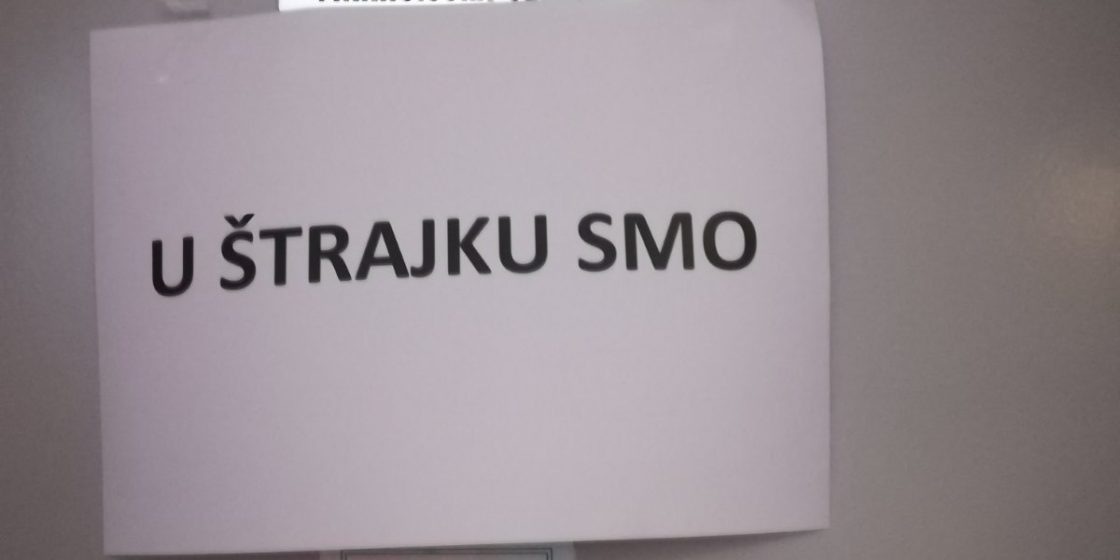 U ŠTRAJKU SMO